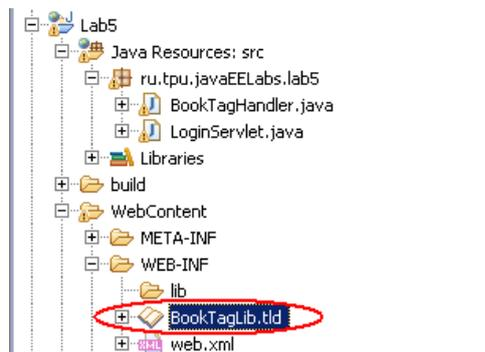 Lab5
Java Resources: src
ru.tpu.javaEELabs.lab5
BookTagHandler.java
LoginServlet.java
Libraries
build
WebContent
META-INF
WEB-INF
lib
BookTagLib.tld
web.xml